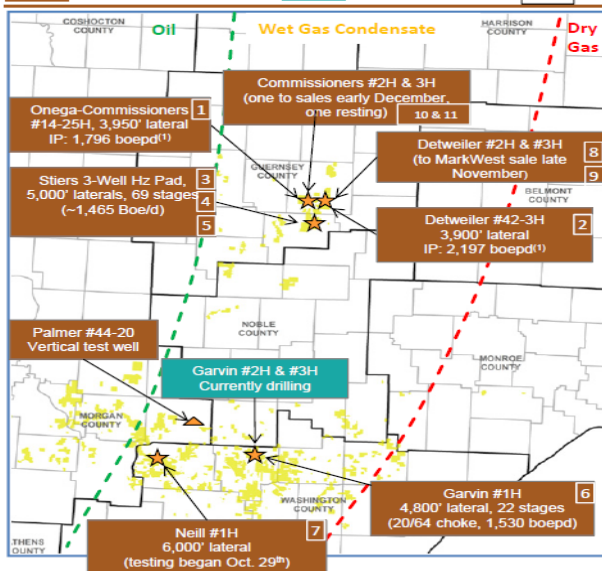 COSHOCTON
COUNTY
Oil
Wet Gas Condensate
HARRISON
COUNTY
Dry
Gas
Commissioners #2H & 3H
(one to sales early December,
one resting)
10 & 11
Onega-Commissioners
#14-25H, 3,950' lateral
IP: 1,796 boepd(1)
1
GUERNSEY
COUNTY
Detweiler #2H & #3H
(to MarkWest sale late
November)
8
9
BELMONT
COUNTY
Stiers 3-Well Hz Pad,
5,000' laterals, 69 stages
(~1,465 Boe/d)
3
4
5
Detweiler #42-3H
3,900' lateral
IP: 2,197 boepd(1)
2
NOBLE
COUNTY
Palmer #44-20
Vertical test well
Garvin #2H & #3H
Currently drilling
MONROE
COUNTY
MORGAN
COUNTY
WASHINGTON
COUNTY
Garvin #1H
4,800' lateral, 22 stages
(20/64 choke, 1,530 boepd)
6
Neill #1H
6,000' lateral
(testing began Oct. 29th)
7
THENS
OUNTY